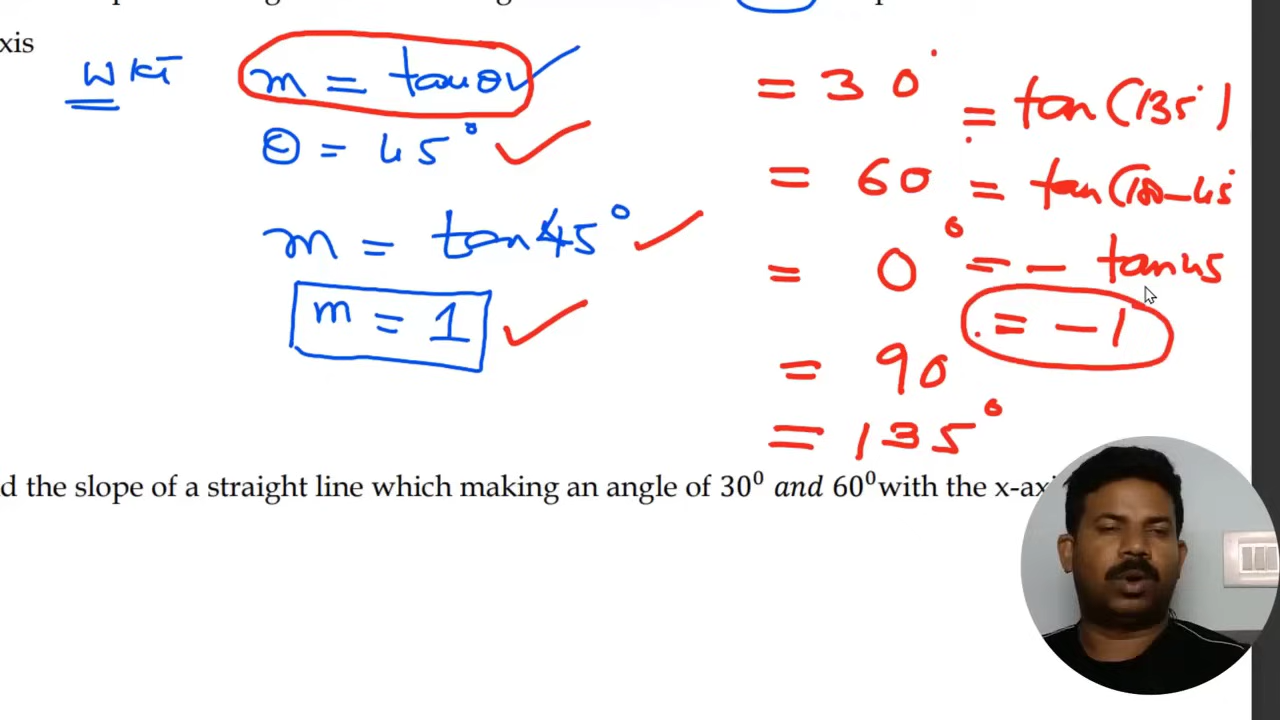 xis
WKT m = tanθ
θ = 45°
m = tan45°
m = 1
= 30°
= 60
= 0°
= 90
= 135°
= tan(135°)
= tan(180-45
= - tan45
= -1
d the slope of a straight line which making an angle of 30⁰ and 60⁰with the x-axi